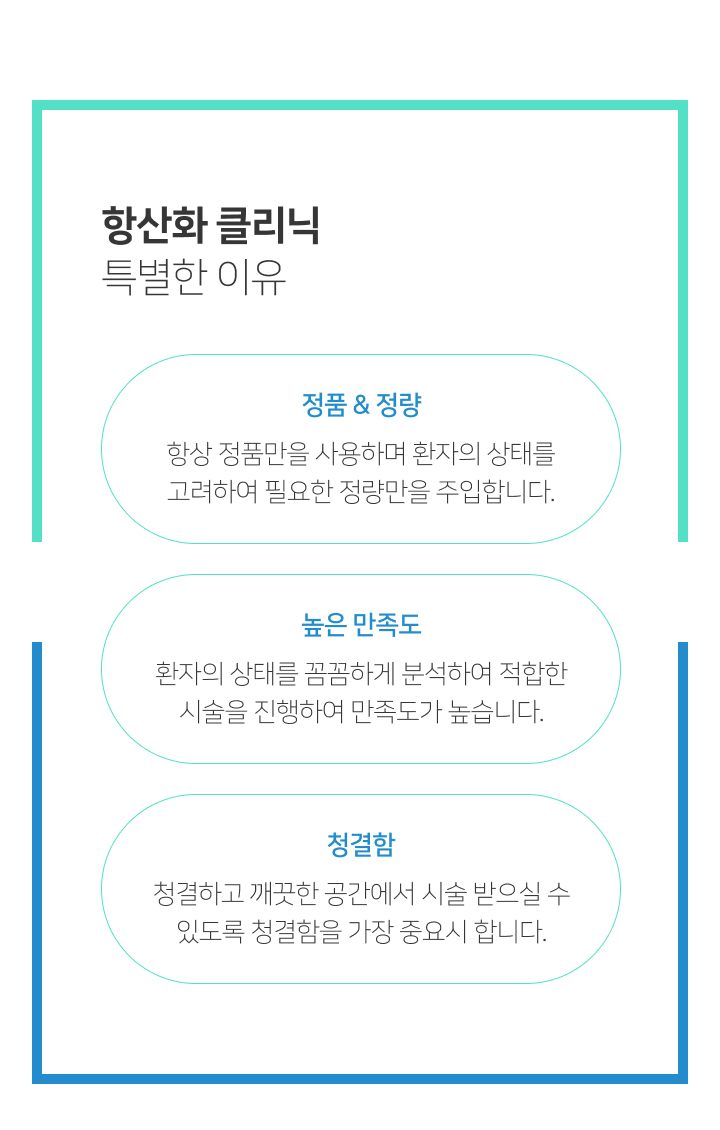 항산화 클리닉
특별한 이유
정품 & 정량
항상 정품만을 사용하며 환자의 상태를
고려하여 필요한 정량만을 주입합니다.
높은 만족도
환자의 상태를 꼼꼼하게 분석하여 적합한
시술을 진행하여 만족도가 높습니다.
청결함
청결하고 깨끗한 공간에서 시술 받으실 수
있도록 청결함을 가장 중요시 합니다.